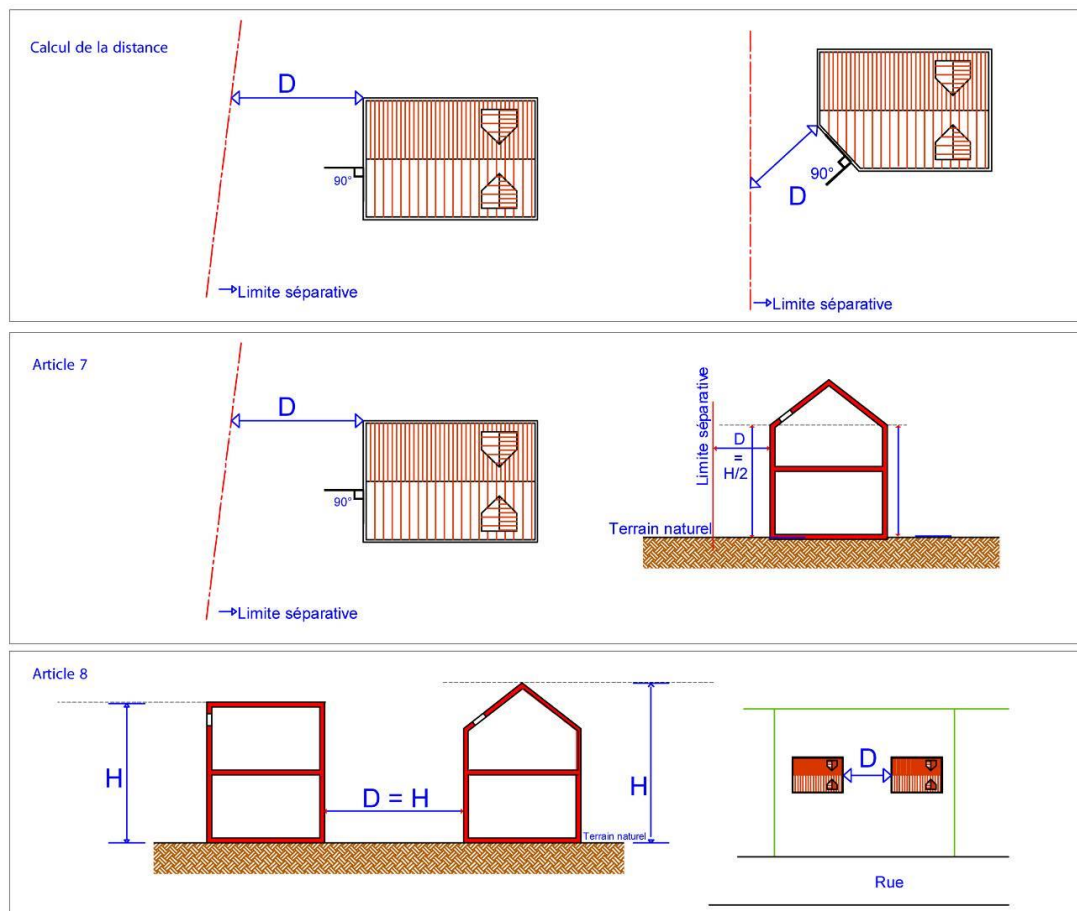 Calcul de la distance
D
90°
Limite séparative
D
90°
Limite séparative
Article 7
D
90°
Limite séparative
Limite séparative
D
=
H/2
Terrain naturel
Article 8
H
D = H
H
Terrain naturel
D
Rue